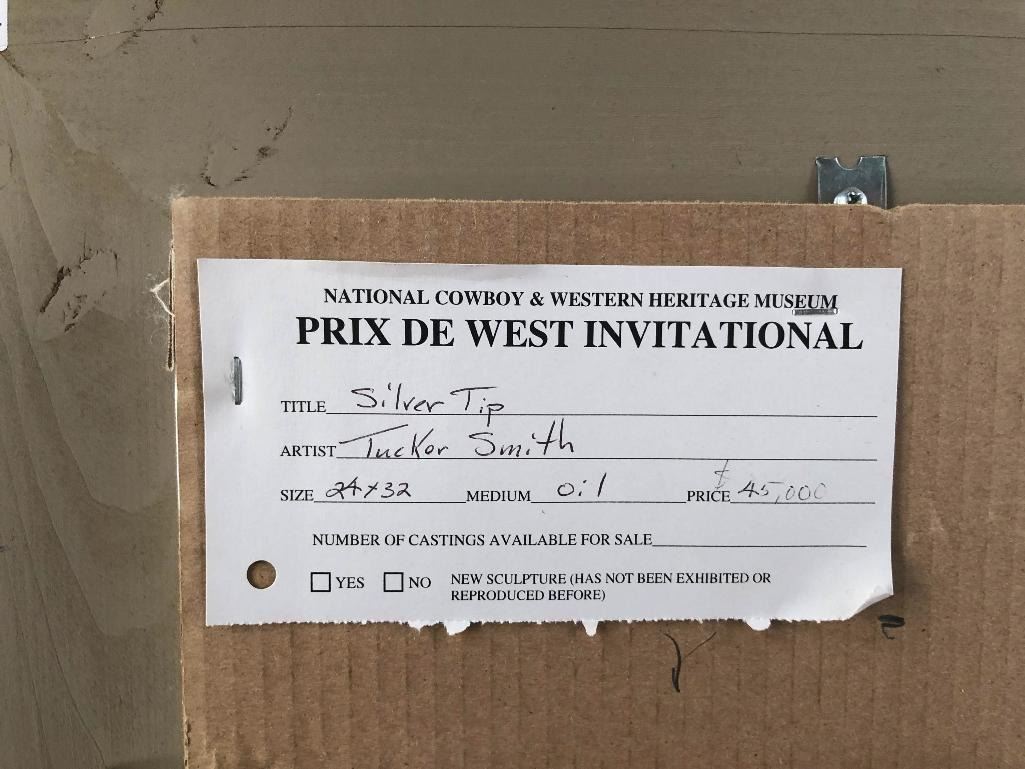 NATIONAL COWBOY & WESTERN HERITAGE MUSEUM
PRIX DE WEST INVITATIONAL
TITLE Silver Tip
ARTIST Tucker Smith
SIZE 24x32 MEDIUM oil PRICE $45,000
NUMBER OF CASTINGS AVAILABLE FOR SALE
YES NO NEW SCULPTURE (HAS NOT BEEN EXHIBITED OR
REPRODUCED BEFORE)